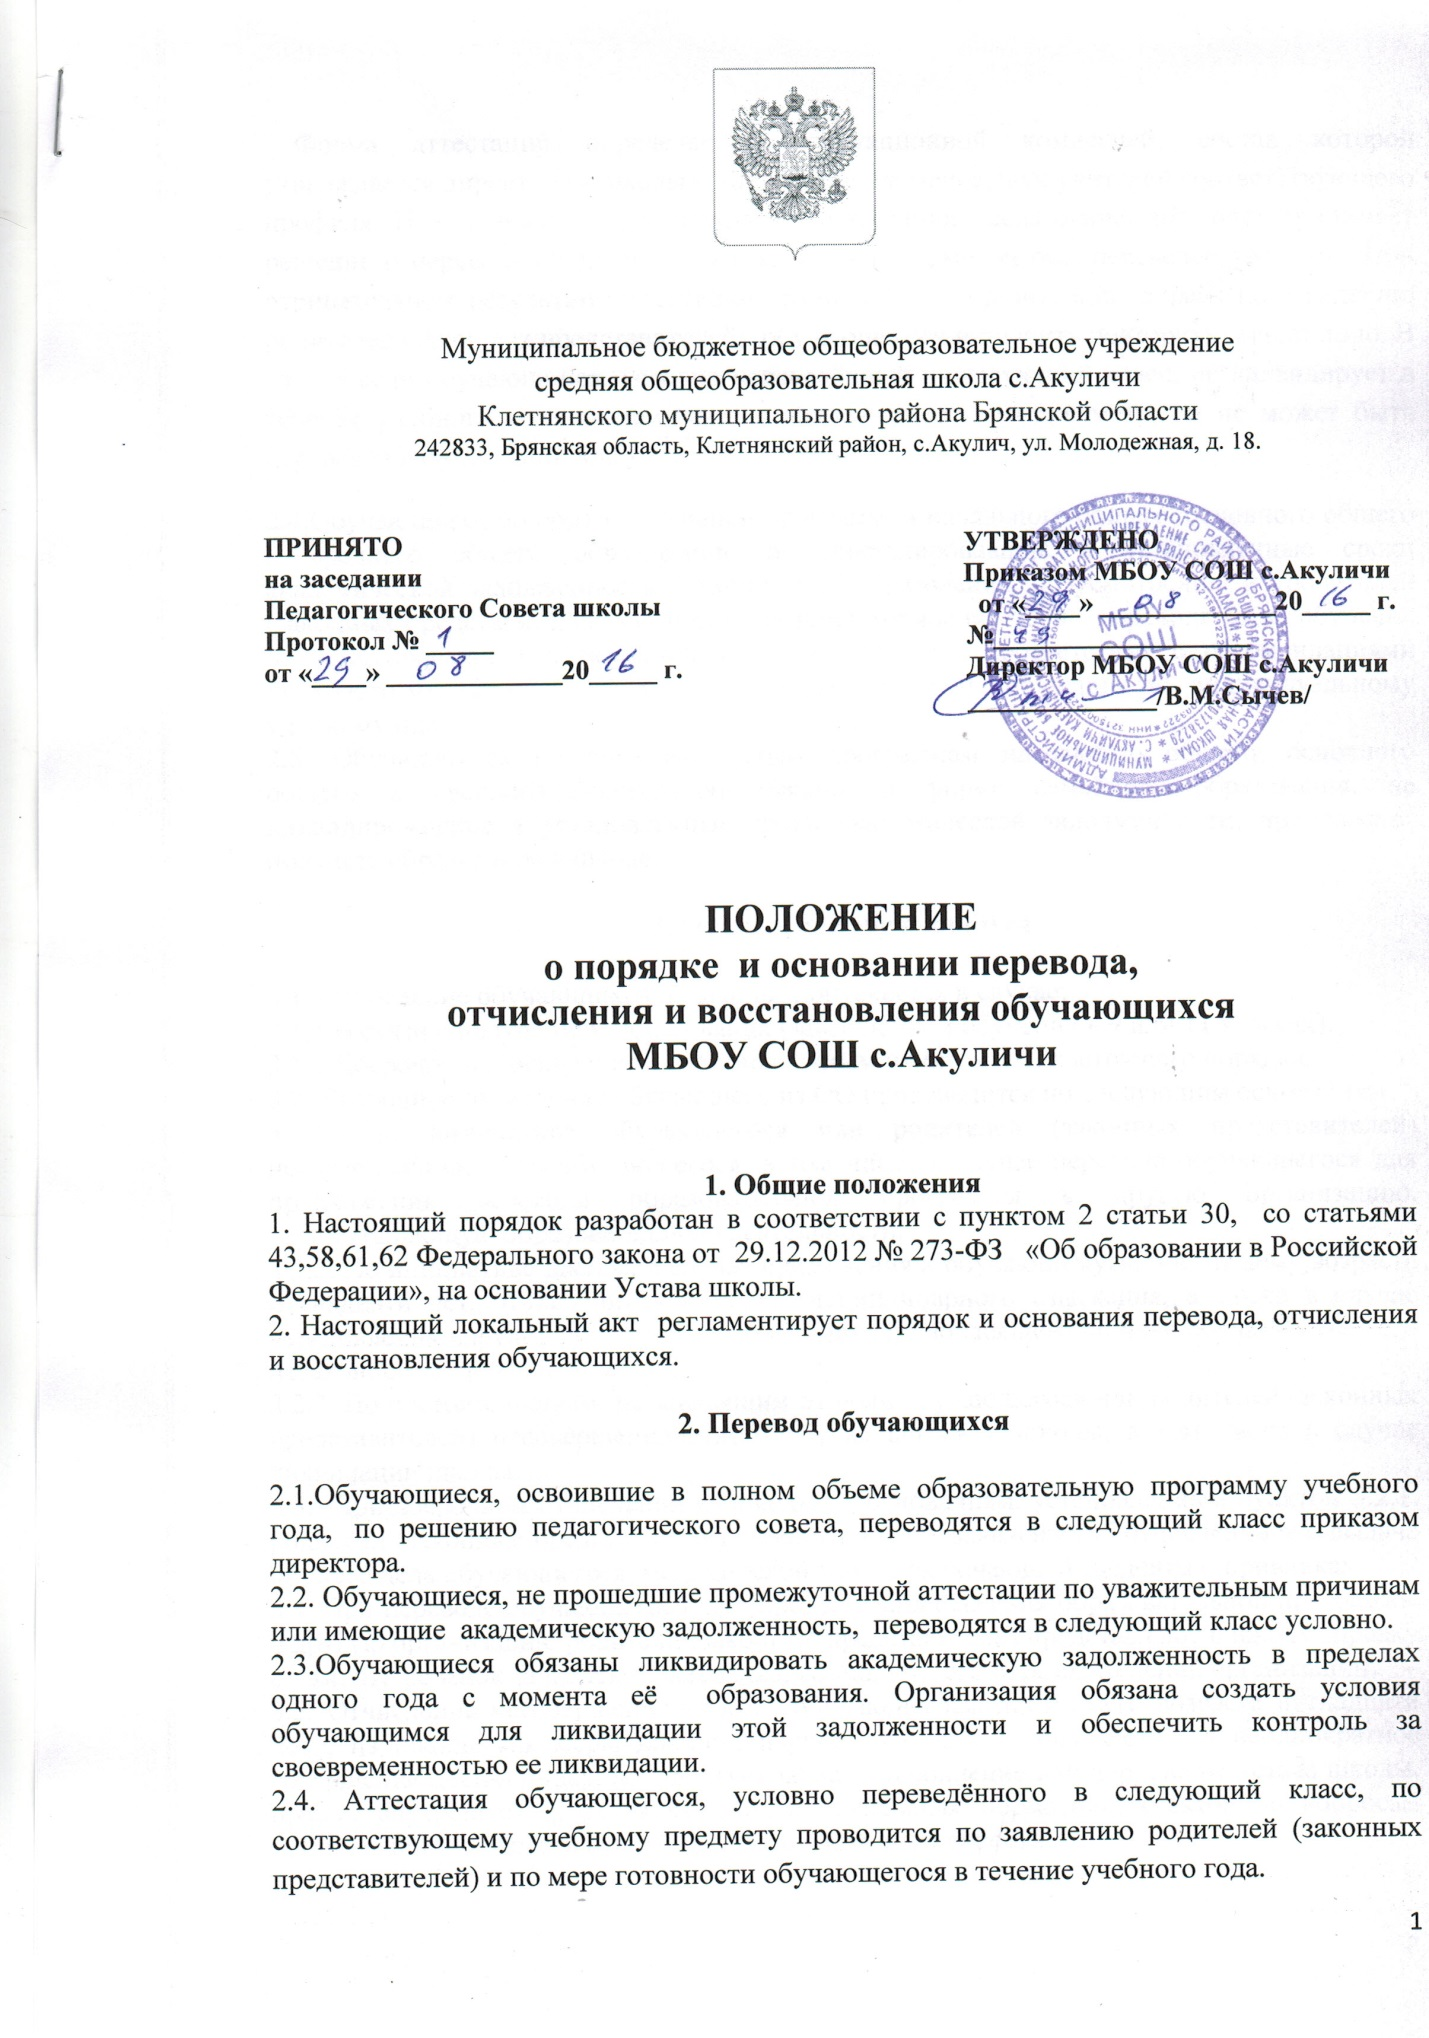 Муниципальное бюджетное общеобразовательное учреждение
средняя общеобразовательная школа с.Акуличи
Клетнянского муниципального района Брянской области
242833, Брянская область, Клетнянский район, с.Акулич, ул. Молодежная, д. 18.
ПРИНЯТО
на заседании
Педагогического Совета школы
Протокол № 1
от «29» 08 2016 г.
УТВЕРЖДЕНО
Приказом МБОУ СОШ с.Акуличи
от «29» 08 2016 г.
№
Директор МБОУ СОШ с.Акуличи
/В.М.Сычев/
МБОУ
СОШ
с Акуличи
ПОЛОЖЕНИЕ
о порядке и основании перевода,
отчисления и восстановления обучающихся
МБОУ СОШ с.Акуличи
1. Общие положения
1. Настоящий порядок разработан в соответствии с пунктом 2 статьи 30, со статьями
43,58,61,62 Федерального закона от 29.12.2012 № 273-ФЗ «Об образовании в Российской
Федерации», на основании Устава школы.
2. Настоящий локальный акт регламентирует порядок и основания перевода, отчисления
и восстановления обучающихся.
2. Перевод обучающихся
2.1.Обучающиеся, освоившие в полном объеме образовательную программу учебного
года, по решению педагогического совета, переводятся в следующий класс приказом
директора.
2.2. Обучающиеся, не прошедшие промежуточной аттестации по уважительным причинам
или имеющие академическую задолженность, переводятся в следующий класс условно.
2.3.Обучающиеся обязаны ликвидировать академическую задолженность в пределах
одного года с момента её образования. Организация обязана создать условия
обучающимся для ликвидации этой задолженности и обеспечить контроль за
своевременностью ее ликвидации.
2.4. Аттестация обучающегося, условно переведённого в следующий класс, по
соответствующему учебному предмету проводится по заявлению родителей (законных
представителей) и по мере готовности обучающегося в течение учебного года.
1